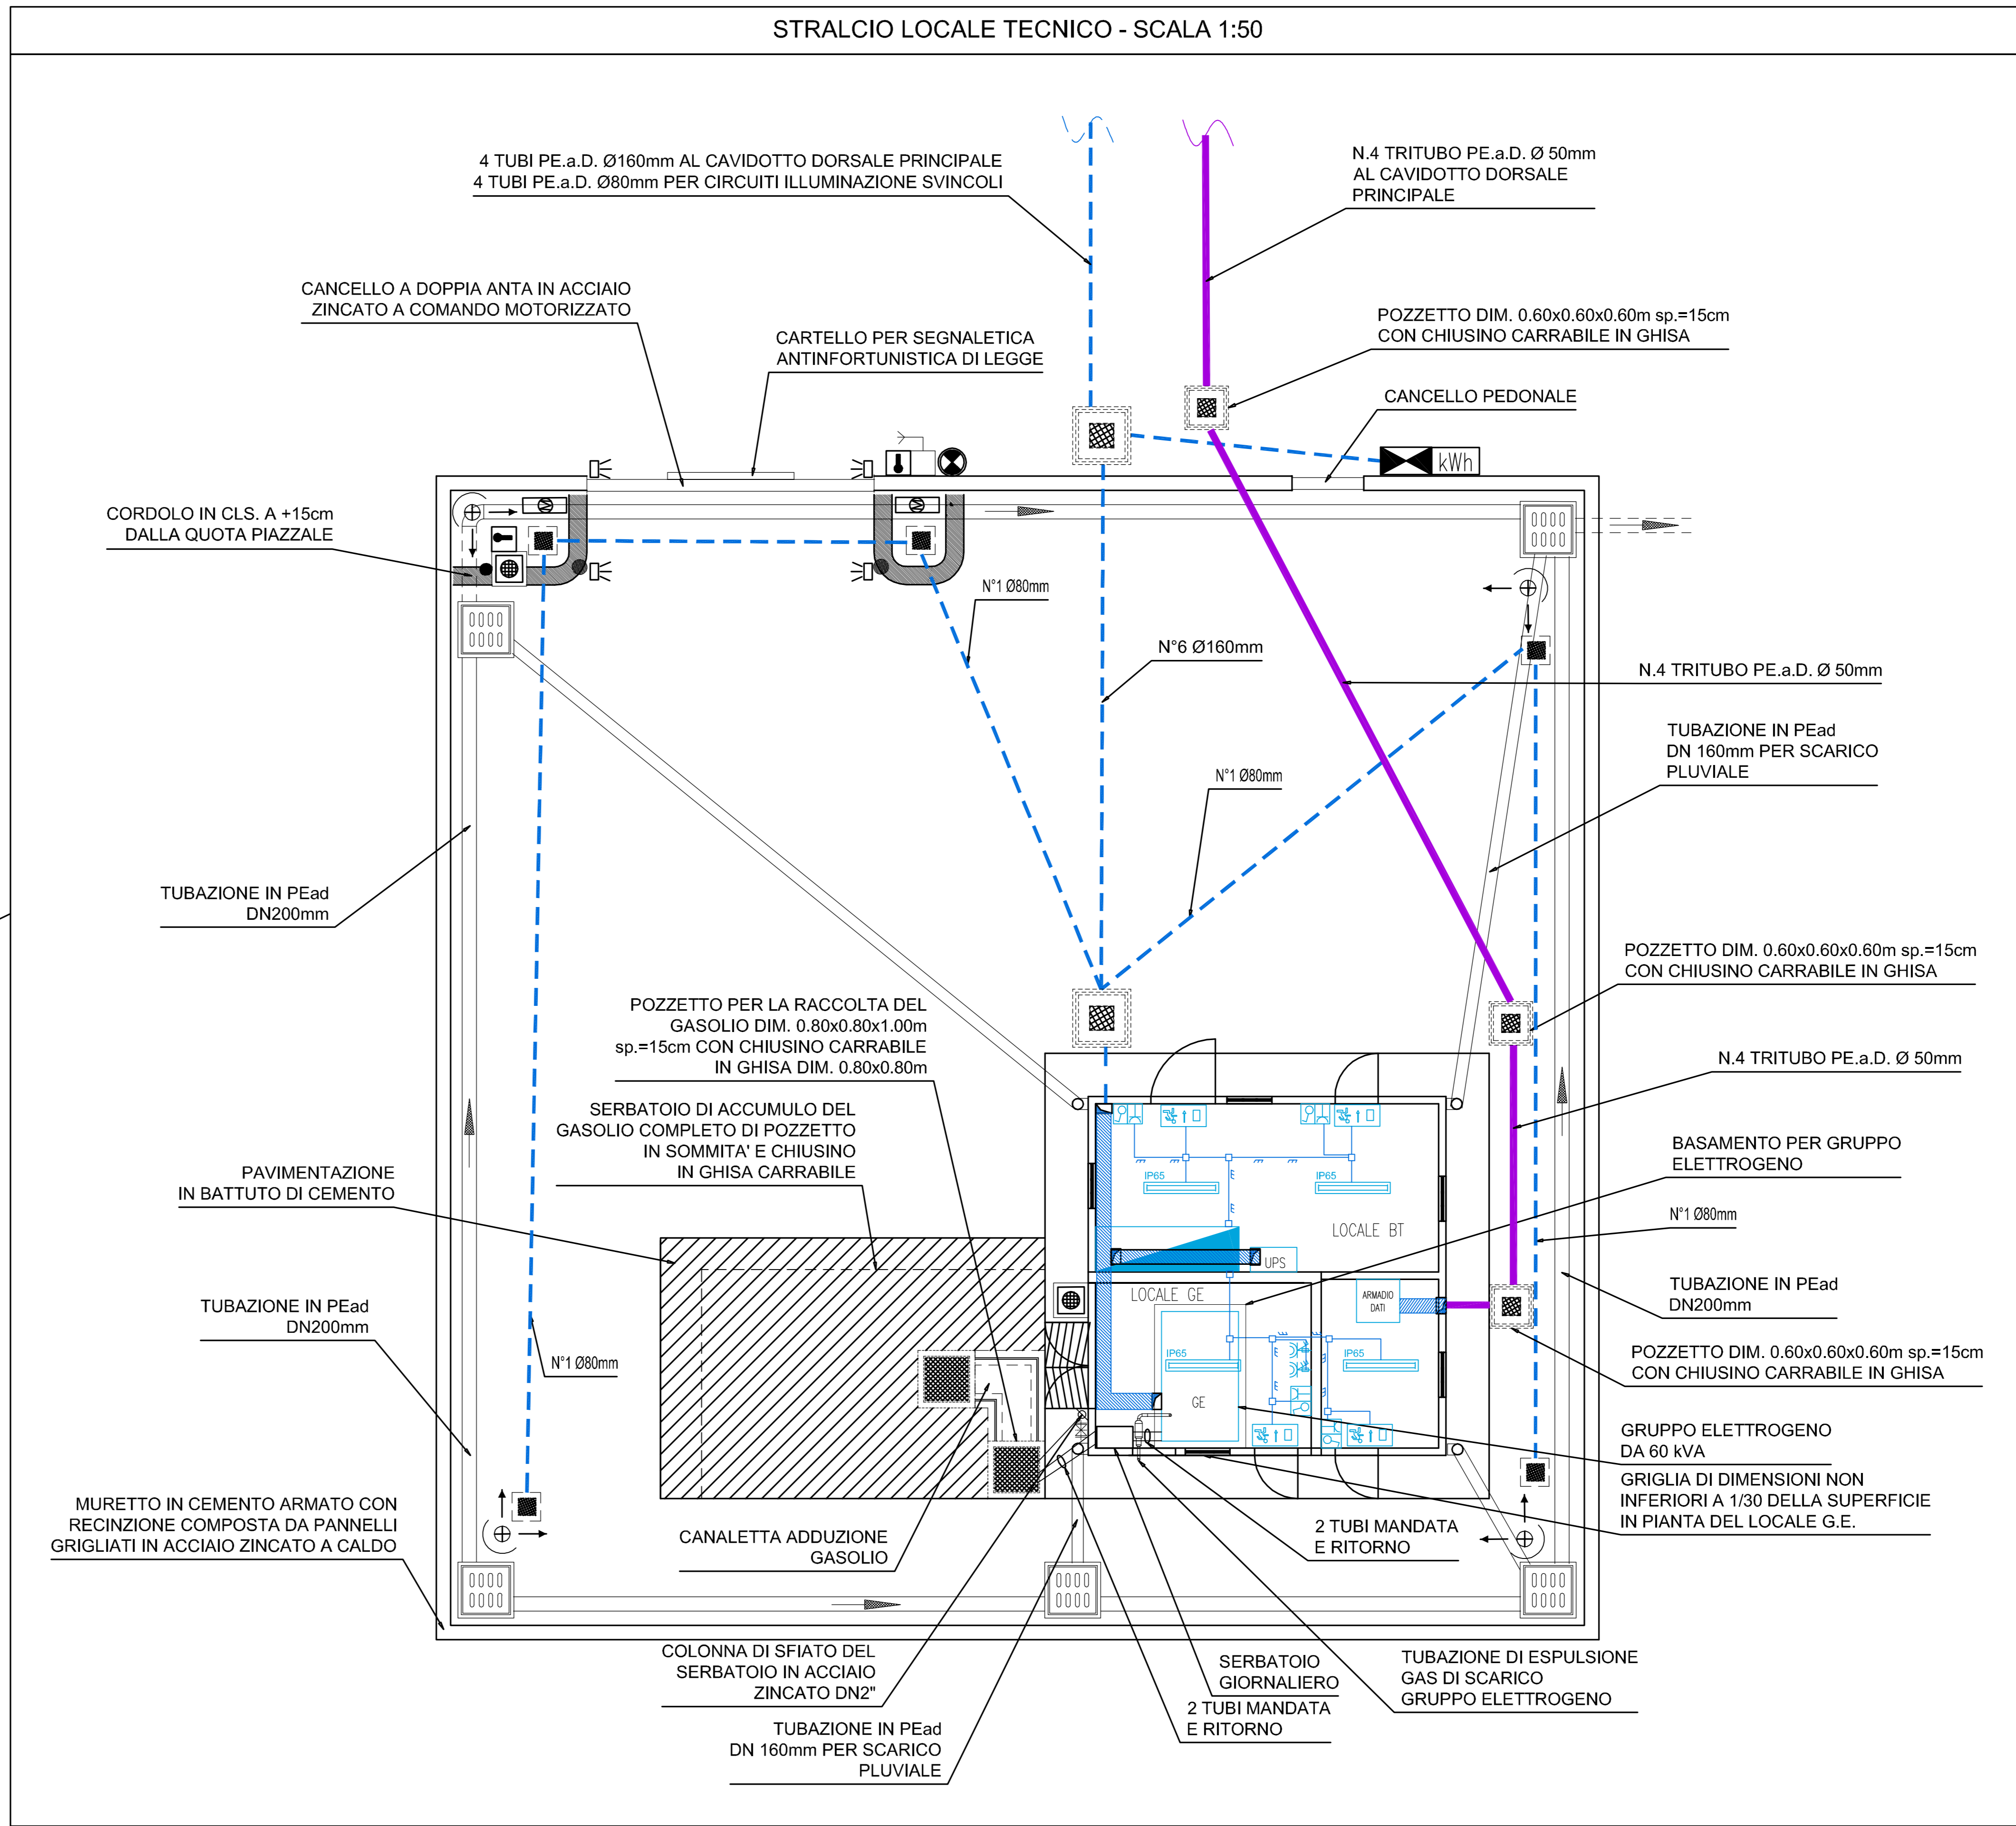 STRALCIO LOCALE TECNICO - SCALA 1:50
4 TUBI PE.a.D. Ø160mm AL CAVIDOTTO DORSALE PRINCIPALE
4 TUBI PE.a.D. Ø80mm PER CIRCUITI ILLUMINAZIONE SVINCOLI
N.4 TRITUBO PE.a.D. Ø 50mm
AL CAVIDOTTO DORSALE
PRINCIPALE
CANCELLO A DOPPIA ANTA IN ACCIAIO
ZINCATO A COMANDO MOTORIZZATO
CARTELLO PER SEGNALETICA
ANTINFORTUNISTICA DI LEGGE
POZZETTO DIM. 0.60x0.60x0.60m sp.=15cm
CON CHIUSINO CARRABILE IN GHISA
CANCELLO PEDONALE
kWh
CORDOLO IN CLS. A +15cm
DALLA QUOTA PIAZZALE
N°1 Ø80mm
N°6 Ø160mm
N.4 TRITUBO PE.a.D. Ø 50mm
TUBAZIONE IN PEad
DN 160mm PER SCARICO
PLUVIALE
N°1 Ø80mm
TUBAZIONE IN PEad
DN200mm
POZZETTO DIM. 0.60x0.60x0.60m sp.=15cm
CON CHIUSINO CARRABILE IN GHISA
POZZETTO PER LA RACCOLTA DEL
GASOLIO DIM. 0.80x0.80x1.00m
sp.=15cm CON CHIUSINO CARRABILE
IN GHISA DIM. 0.80x0.80m
N.4 TRITUBO PE.a.D. Ø 50mm
SERBATOIO DI ACCUMULO DEL
GASOLIO COMPLETO DI POZZETTO
IN SOMMITA' E CHIUSINO
IN GHISA CARRABILE
BASAMENTO PER GRUPPO
ELETTROGENO
PAVIMENTAZIONE
IN BATTUTO DI CEMENTO
IP65
IP65
LOCALE BT
N°1 Ø80mm
UPS
TUBAZIONE IN PEad
DN200mm
LOCALE GE
ARMADIO
DATI
TUBAZIONE IN PEad
DN200mm
N°1 Ø80mm
IP65
IP65
GE
POZZETTO DIM. 0.60x0.60x0.60m sp.=15cm
CON CHIUSINO CARRABILE IN GHISA
GRUPPO ELETTROGENO
DA 60 kVA
GRIGLIA DI DIMENSIONI NON
INFERIORI A 1/30 DELLA SUPERFICIE
IN PIANTA DEL LOCALE G.E.
MURETTO IN CEMENTO ARMATO CON
RECINZIONE COMPOSTA DA PANNELLI
GRIGLIATI IN ACCIAIO ZINCATO A CALDO
CANALETTA ADDUZIONE
GASOLIO
2 TUBI MANDATA
E RITORNO
COLONNA DI SFIATO DEL
SERBATOIO IN ACCIAIO
ZINCATO DN2"
SERBATOIO
GIORNALIERO
TUBAZIONE DI ESPULSIONE
GAS DI SCARICO
GRUPPO ELETTROGENO
2 TUBI MANDATA
E RITORNO
TUBAZIONE IN PEad
DN 160mm PER SCARICO
PLUVIALE